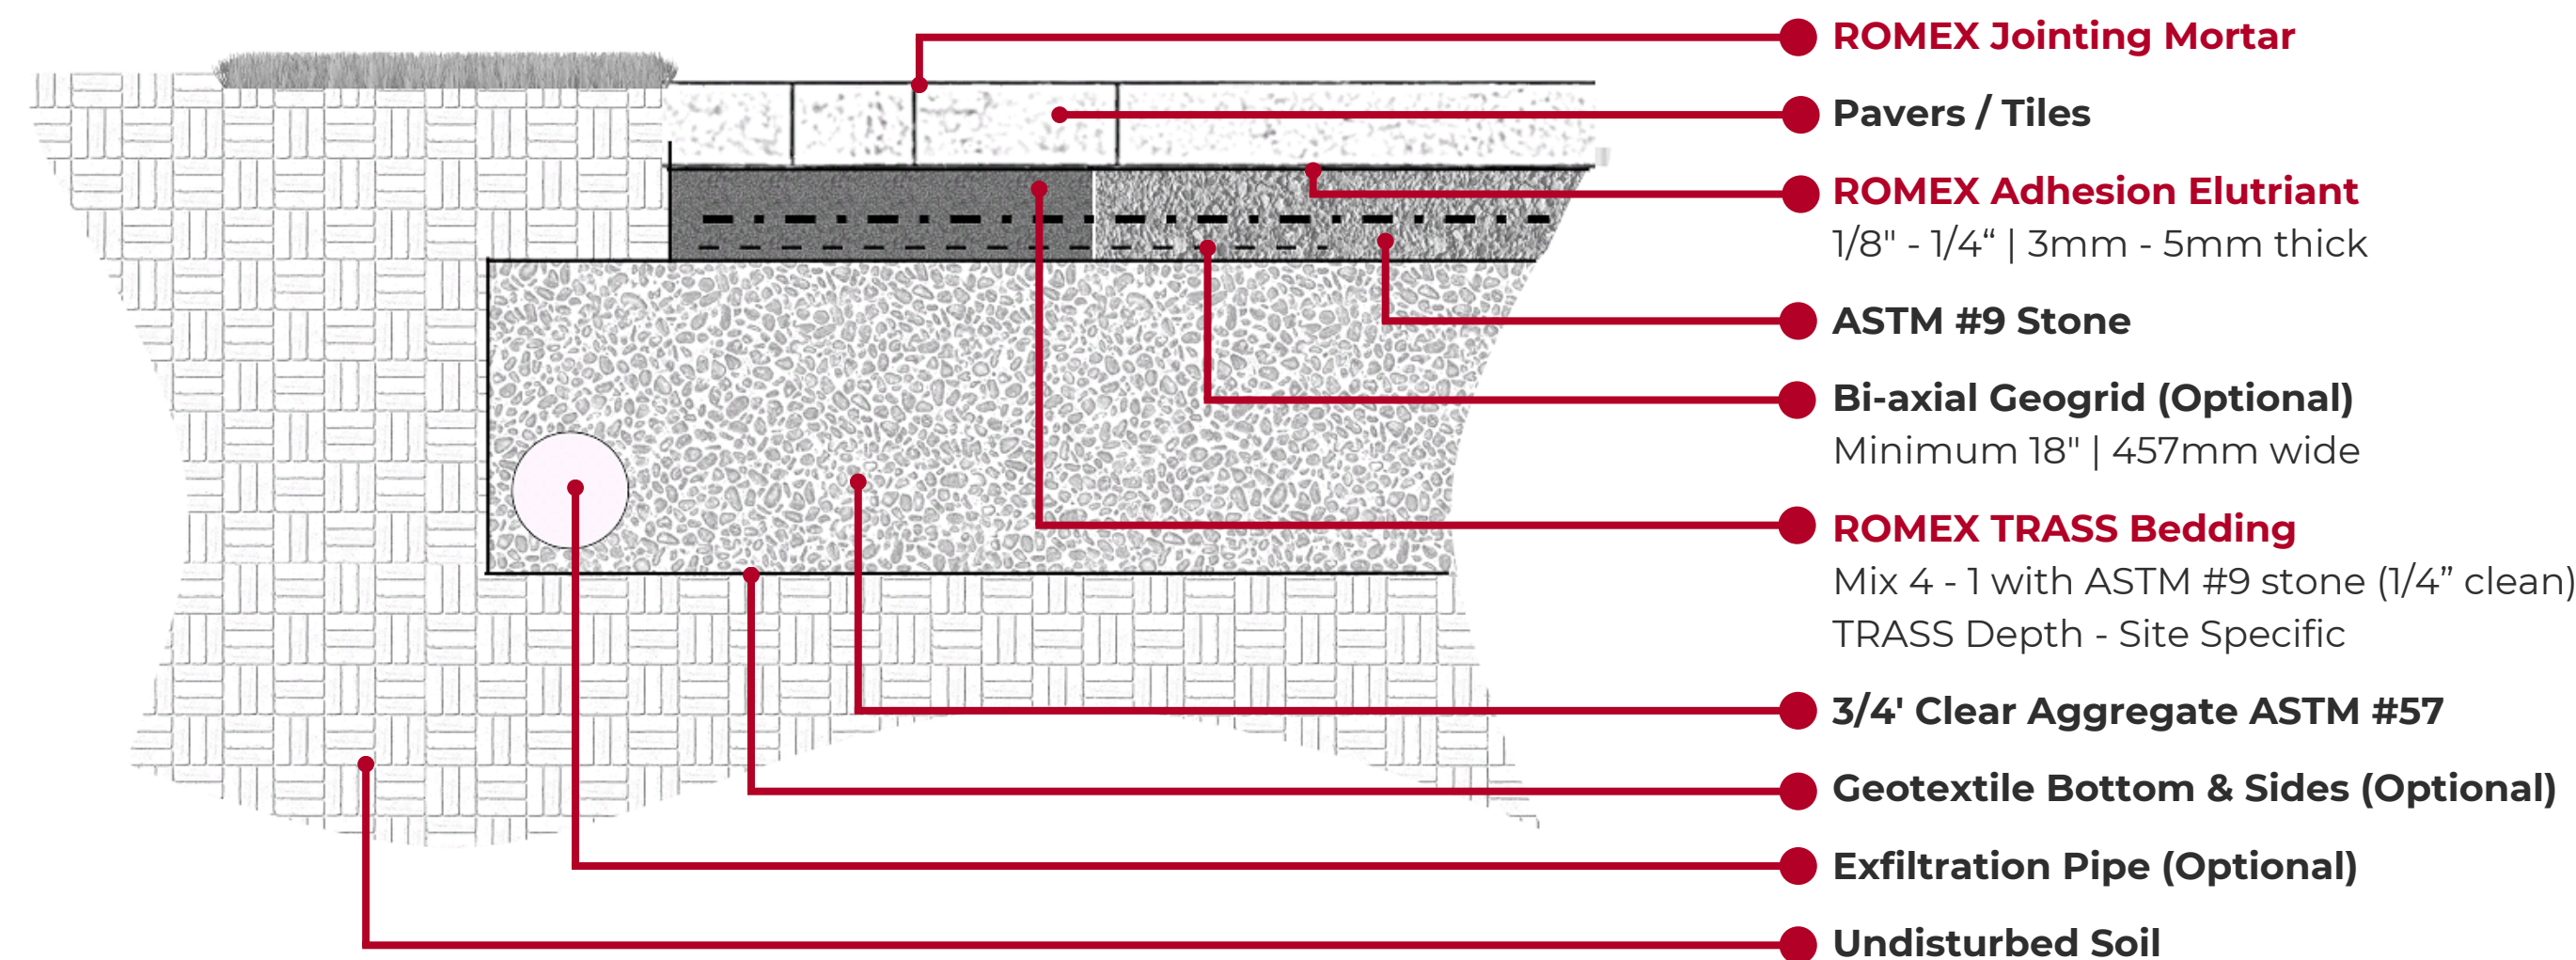 ROMEX Jointing Mortar
Pavers / Tiles
ROMEX Adhesion Elutriant
1/8" - 1/4“ | 3mm - 5mm thick
ASTM #9 Stone
Bi-axial Geogrid (Optional)
Minimum 18" | 457mm wide
ROMEX TRASS Bedding
Mix 4 - 1 with ASTM #9 stone (1/4” clean)
TRASS Depth - Site Specific
3/4' Clear Aggregate ASTM #57
Geotextile Bottom & Sides (Optional)
Exfiltration Pipe (Optional)
Undisturbed Soil